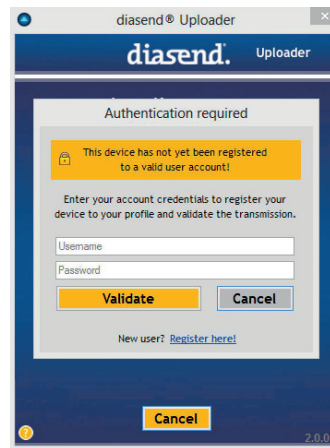 diasend® Uploader
diasend. Uploader
Authentication required
This device has not yet been registered
to a valid user account!
Enter your account credentials to register your
device to your profile and validate the transmission.
Username
Password
Validate Cancel
New user? Register here!
Cancel
?
2.0.0